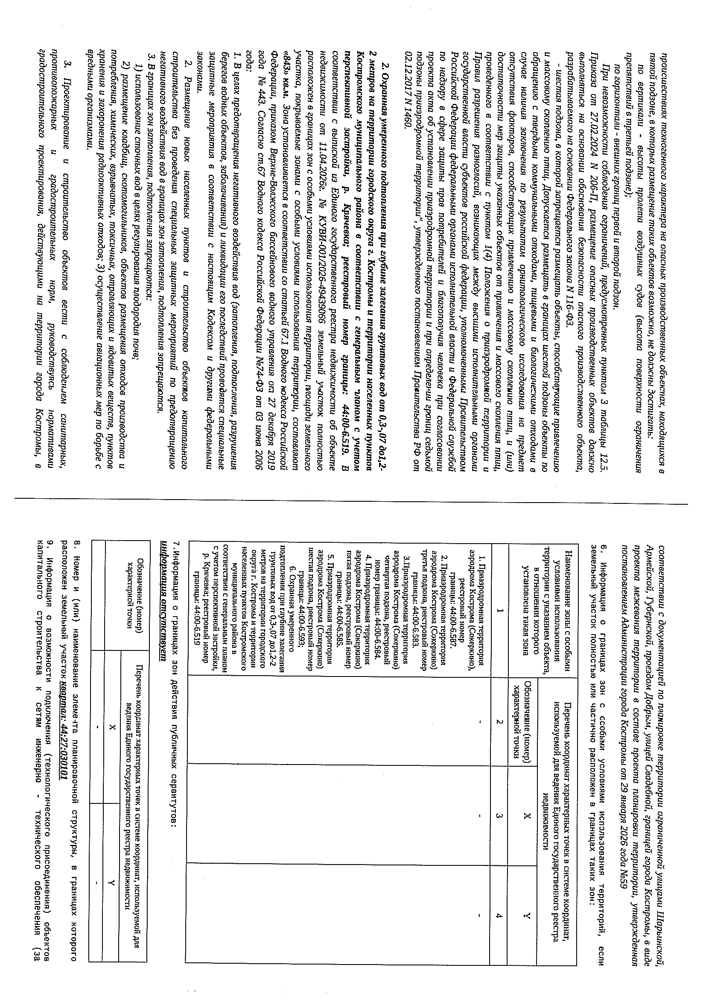 происшествиях техногенного характера на опасных производственных объектах, находящихся в
пятой подзоне, в которых размещение таких объектов возможно, не должны достигать:
по вертикали - высоты пролета воздушных судов (высота поверхности ограничения
препятствий в третьей подзоне);
по горизонтали - внешних границ первой и второй подзон.
При невозможности соблюдения ограничений, предусмотренных пунктом 3 таблицы 12.5.
Приказа от 27.02.2024 N 206-П, размещение опасных производственных объектов должно
выполняться на основании обоснования безопасности опасного производственного объекта,
разрабатываемого на основании Федерального закона N 116-ФЗ.
- шестая подзона, в которой запрещается размещать объекты, способствующие привлечению
и массовому скоплению птиц. Допускается размещать в границах шестой подзоны объекты по
обращению с твердыми коммунальными отходами, пищевыми и биологическими отходами в
случае наличия заключения по результатам орнитологического исследования на предмет
отсутствия факторов, способствующих привлечению и массовому скоплению птиц, и (или)
достаточности мер защиты указанных объектов от привлечения и массового скопления птиц,
проведенного в соответствии с пунктом 1(4) Положения о приаэродромной территории и
Правил разрешения разногласий, возникающих между высшими исполнительными органами
государственной власти субъектов российской федерации, уполномоченными Правительством
Российской Федерации федеральными органами исполнительной власти и Федеральной службой
по надзору в сфере защиты прав потребителей и благополучия человека при согласовании
проекта акта об установлении приаэродромной территории и при определении границ седьмой
подзоны приаэродромной территории", утвержденного постановлением Правительства РФ от
02.12.2017 N 1460.
2. Охранная умеренного подтопления при глубине залегания грунтовых вод от 0,3-,07 до1,2-
2 метров на территории городского округа г. Костромы и территории населенных пунктов
Костромского муниципального района в соответствии с генеральным планом с учетом
перспективной застройки, р. Крячевка; реестровый номер границы: 44:00-6.519. В
соответствии с выпиской из Единого государственного реестра недвижимости об объекте
недвижимости от 11.04.2026г. № КУВИ-001/2026-49439066 земельный участок полностью
расположен в границах зон с особыми условиями использования территории, площади земельного
участка, покрываемые зонами с особыми условиями использования территории, составляют
«843» кв.м. Зона устанавливается в соответствии со статьей 67.1 Водного кодекса Российской
Федерации, приказом Верхне-Волжского бассейнового водного управления от 27 декабря 2019
года № 443. Согласно ст.67 Водного кодекса Российской Федерации №74-ФЗ от 03 июня 2006
года:
1. В целях предотвращения негативного воздействия вод (затопления, подтопления, разрушения
берегов водных объектов, заболачивания) и ликвидации его последствий проводятся специальные
защитные мероприятия в соответствии с настоящим Кодексом и другими федеральными
законами.
2. Размещение новых населенных пунктов и строительство объектов капитального
строительства без проведения специальных защитных мероприятий по предотвращению
негативного воздействия вод в границах зон затопления, подтопления запрещаются.
3. В границах зон затопления, подтопления запрещаются:
1) использование сточных вод в целях регулирования плодородия почв;
2) размещение кладбищ, скотомогильников, объектов размещения отходов производства и
потребления, химических, взрывчатых, токсичных, отравляющих и ядовитых веществ, пунктов
хранения и захоронения радиоактивных отходов; 3) осуществление авиационных мер по борьбе с
вредными организмами.
3. Проектирование и строительство объектов вести с соблюдением санитарных,
противопожарных и градостроительных норм, руководствуясь нормативами
градостроительного проектирования, действующими на территории города Костромы, в
соответствии с документацией по планировке территории ограниченной улицами Шарьинской,
Армейской, Губернской, проездом Добрым, улицей Свадебной, границей города Костромы, в виде
проекта межевания территории в составе проекта планировки территории, утвержденная
постановлением Администрации города Костромы от 29 января 2026 года №59
6. Информация о границах зон с особыми условиями использования территорий, если
земельный участок полностью или частично расположен в границах таких зон:
Наименование зоны с особыми
условиями использования
территории с указанием объекта,
в отношении которого
установлена такая зона
Перечень координат характерных точек в системе координат,
используемой для ведения Единого государственного реестра
недвижимости
Обозначение (номер)
характерной точки
X
Y
1
2
3
4
1. Приаэродромная территория
аэродрома Кострома (Сокеркино),
реестровый номер
границы: 44:00-6.587.
2. Приаэродромная территория
аэродрома Кострома (Сокеркино)
третья подзона, реестровый номер
границы: 44:00-6.583.
3.Приаэродромная территория
аэродрома Кострома (Сокеркино)
четвертая подзона, реестровый
номер границы: 44:00-6.584.
4. Приаэродромная территория
аэродрома Кострома (Сокеркино)
пятая подзона, реестровый номер
границы: 44:00-6.585.
5. Приаэродромная территория
аэродрома Кострома (Сокеркино)
шестая подзона, реестровый номер
границы: 44:00-6.593;
6. Охранная умеренного
подтопления при глубине залегания
грунтовых вод от 0,3-,07 до1,2-2
метров на территории городского
округа г. Костромы и территории
населенных пунктов Костромского
муниципального района в
соответствии с генеральным планом
с учетом перспективной застройки,
р. Крячевка; реестровый номер
границы: 44:00-6.519
-
-
-
7.Информация о границах зон действия публичных сервитутов:
информация отсутствует
Обозначение (номер)
характерной точки
Перечень координат характерных точек в системе координат, используемой для
ведения Единого государственного реестра недвижимости
X
Y
-
-
8. Номер и (или) наименование элемента планировочной структуры, в границах которого
расположен земельный участок квартал: 44:27:030101
9. Информация о возможности подключения (технологического присоединения) объектов
капитального строительства к сетям инженерно - технического обеспечения (за